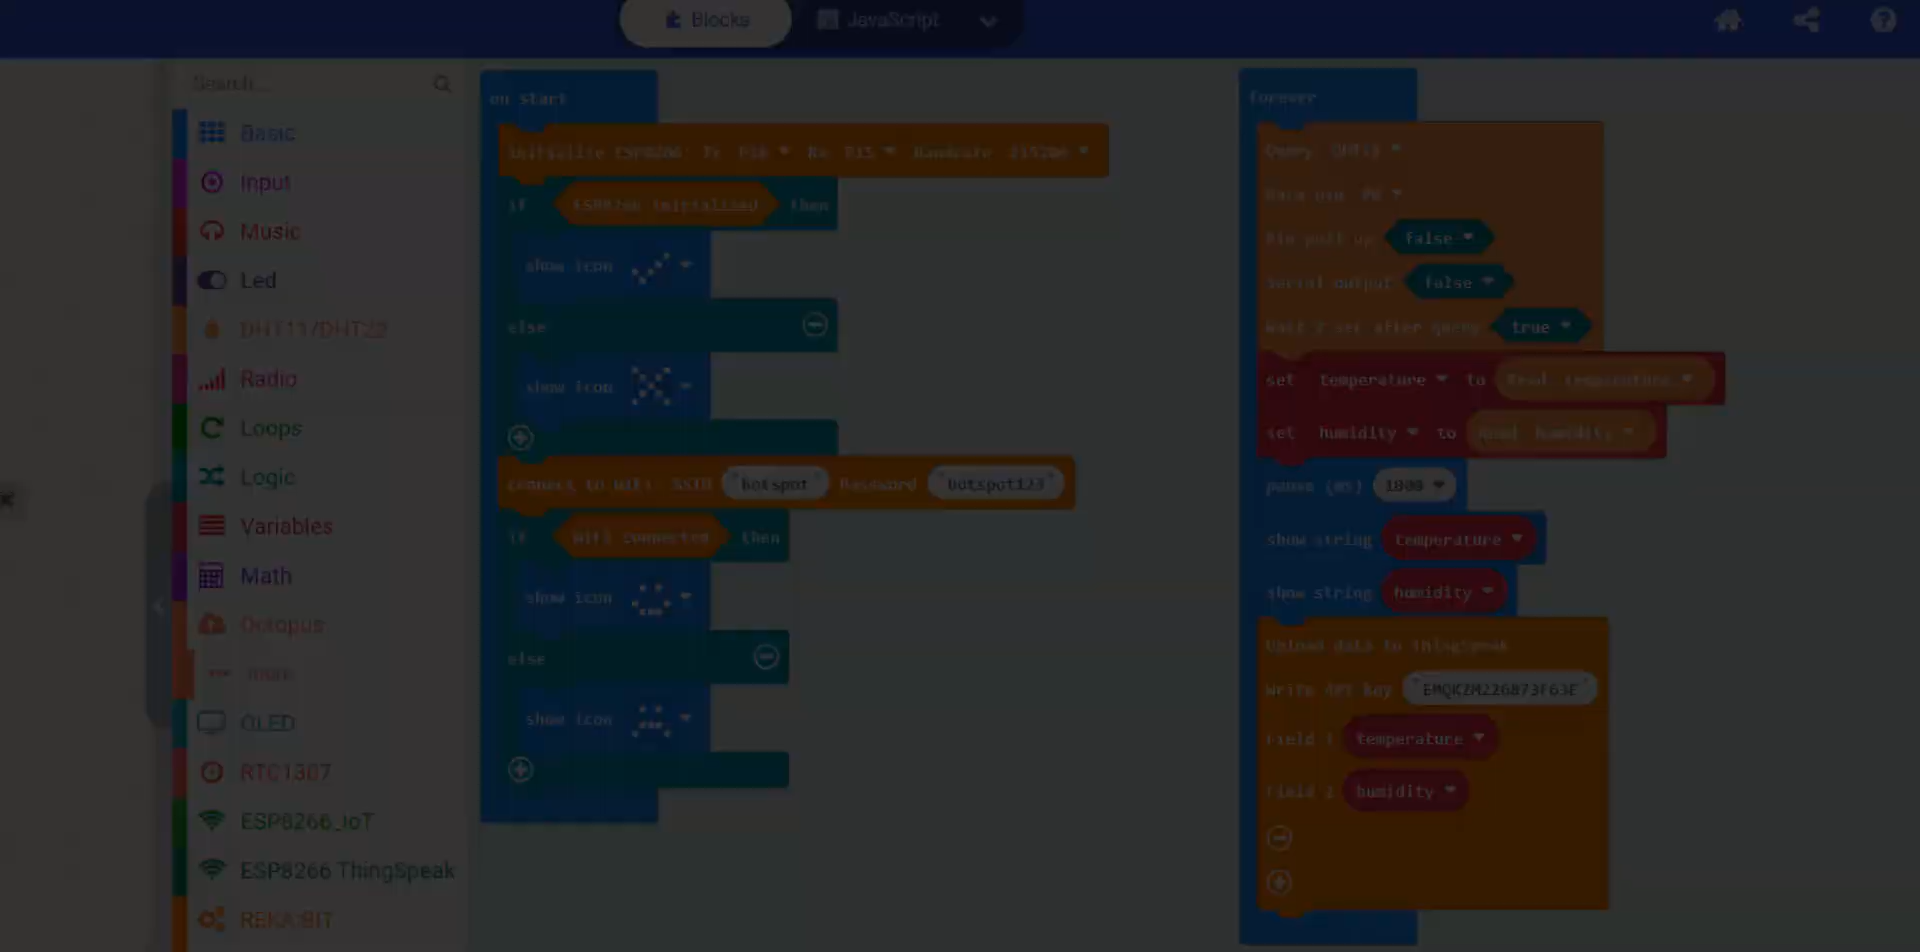 Blocks
JavaScript
Search...
Basic
Input
Music
Led
DHT11/DHT22
Radio
Loops
Logic
Variables
Math
Octopus
more
OLED
RTC1307
ESP8266_IoT
ESP8266 ThingSpeak
REKA:BIT
on start
initialise ESP8266: Tx P16 Rx P15 Baudrate 115200
if ESP8266 initialised then
show icon
else
show icon
connect to WiFi: SSID "hotspot" Password "hotspot123"
if WiFi connected then
show icon
else
show icon
forever
Query DHT11
Data pin P0
Pin pull up false
Serial output false
Wait 2 sec after query true
set temperature to Read temperature
set humidity to Read humidity
pause (ms) 1000
show string temperature
show string humidity
Upload data to ThingSpeak
Write API key
Field 1 temperature
Field 2 humidity